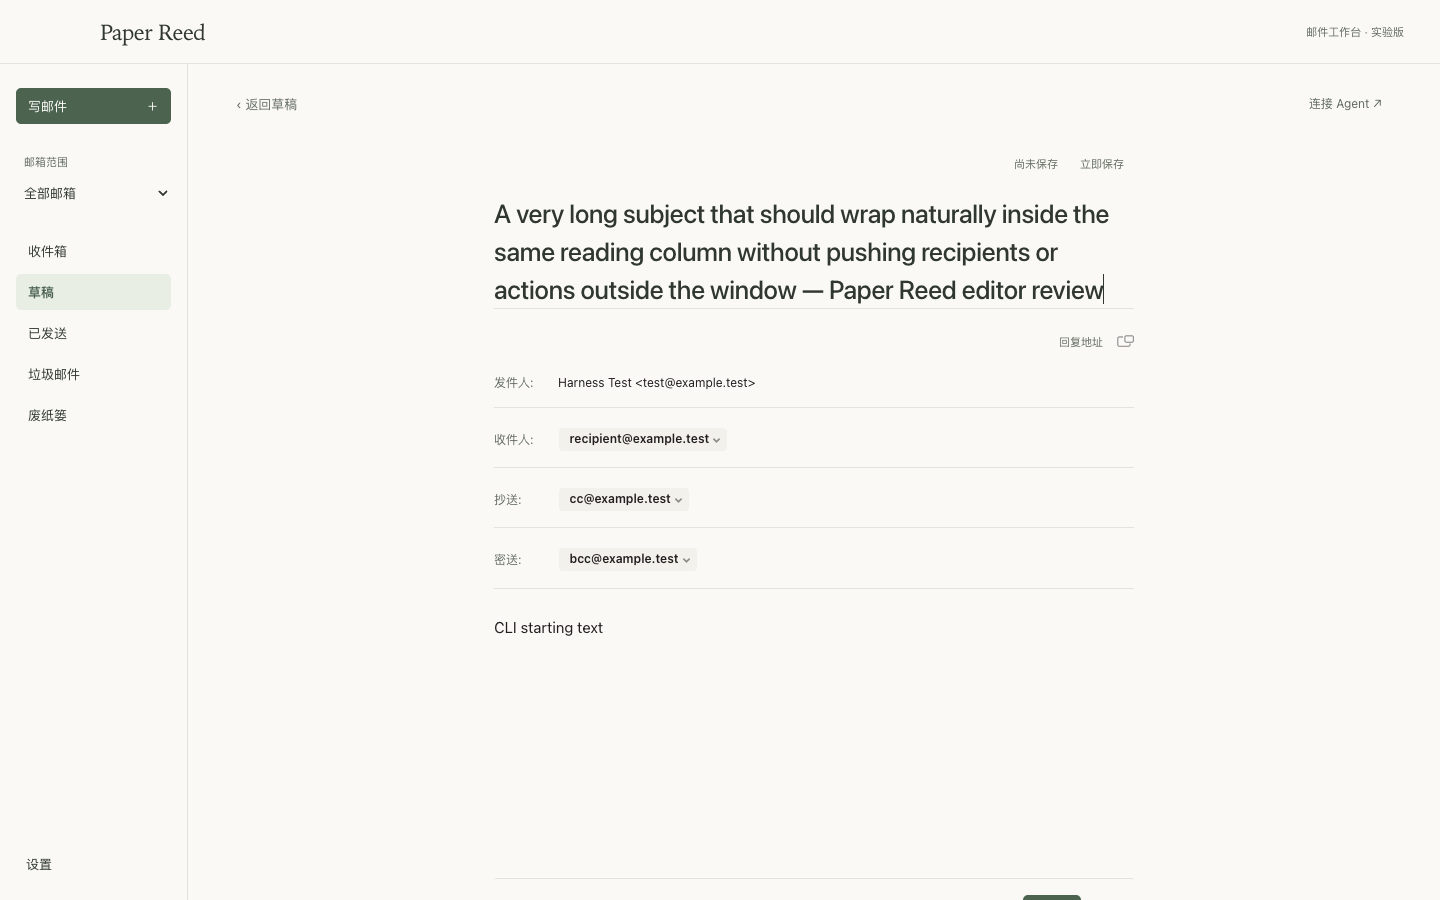 Paper Reed
邮件工作台 · 实验版
写邮件 +
邮箱范围
全部邮箱
收件箱
草稿
已发送
垃圾邮件
废纸篓
设置
‹ 返回草稿
连接 Agent ↗
尚未保存 立即保存
A very long subject that should wrap naturally inside the
same reading column without pushing recipients or
actions outside the window — Paper Reed editor review
回复地址
发件人: Harness Test <test@example.test>
收件人: recipient@example.test
抄送: cc@example.test
密送: bcc@example.test
CLI starting text